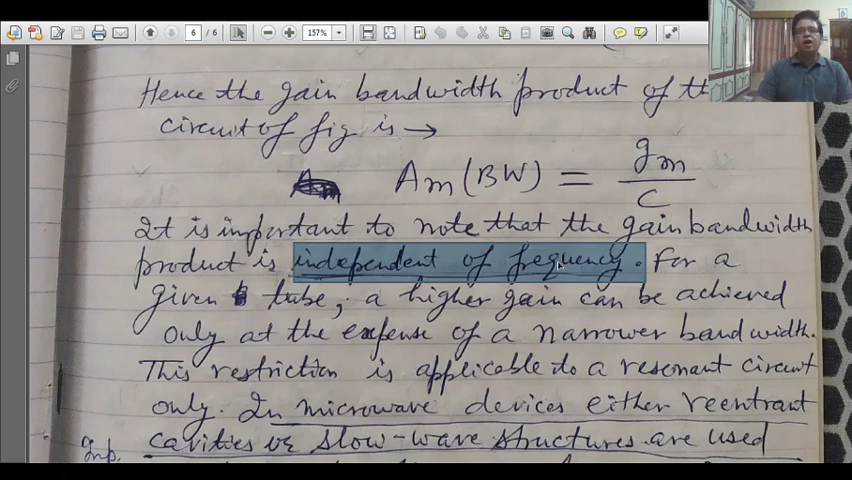 6 / 6
157%
Hence the gain bandwidth product of th
circuit of fig is →
Am (BW) = gm / C
It is important to note that the gain bandwidth
product is independent of frequency. For a
given tube, a higher gain can be achieved
only at the expense of a narrower bandwidth.
This restriction is applicable to a resonant circuit
only. In microwave devices either reentrant
Imp. cavities or slow-wave structures are used